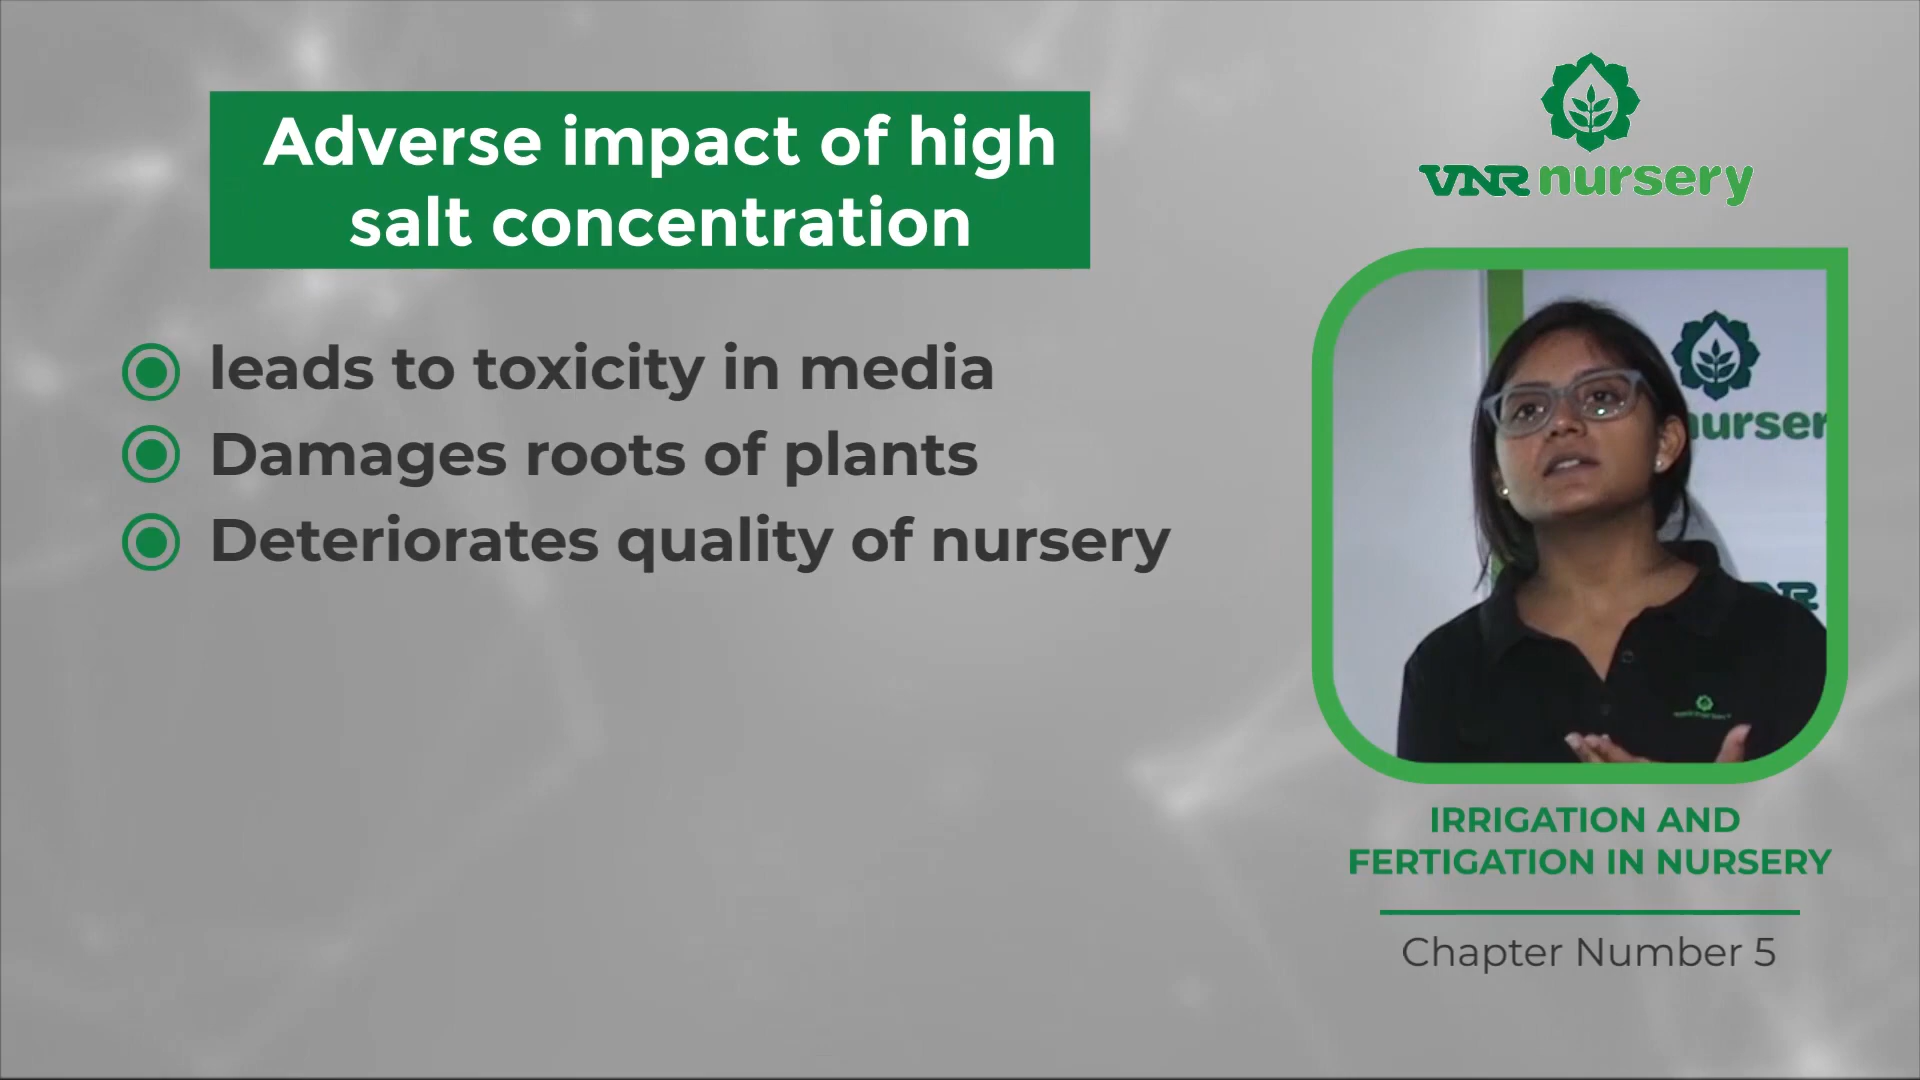 Adverse impact of high
salt concentration
leads to toxicity in media
Damages roots of plants
Deteriorates quality of nursery
VNR nursery
nurser
IRRIGATION AND
FERTIGATION IN NURSERY
Chapter Number 5